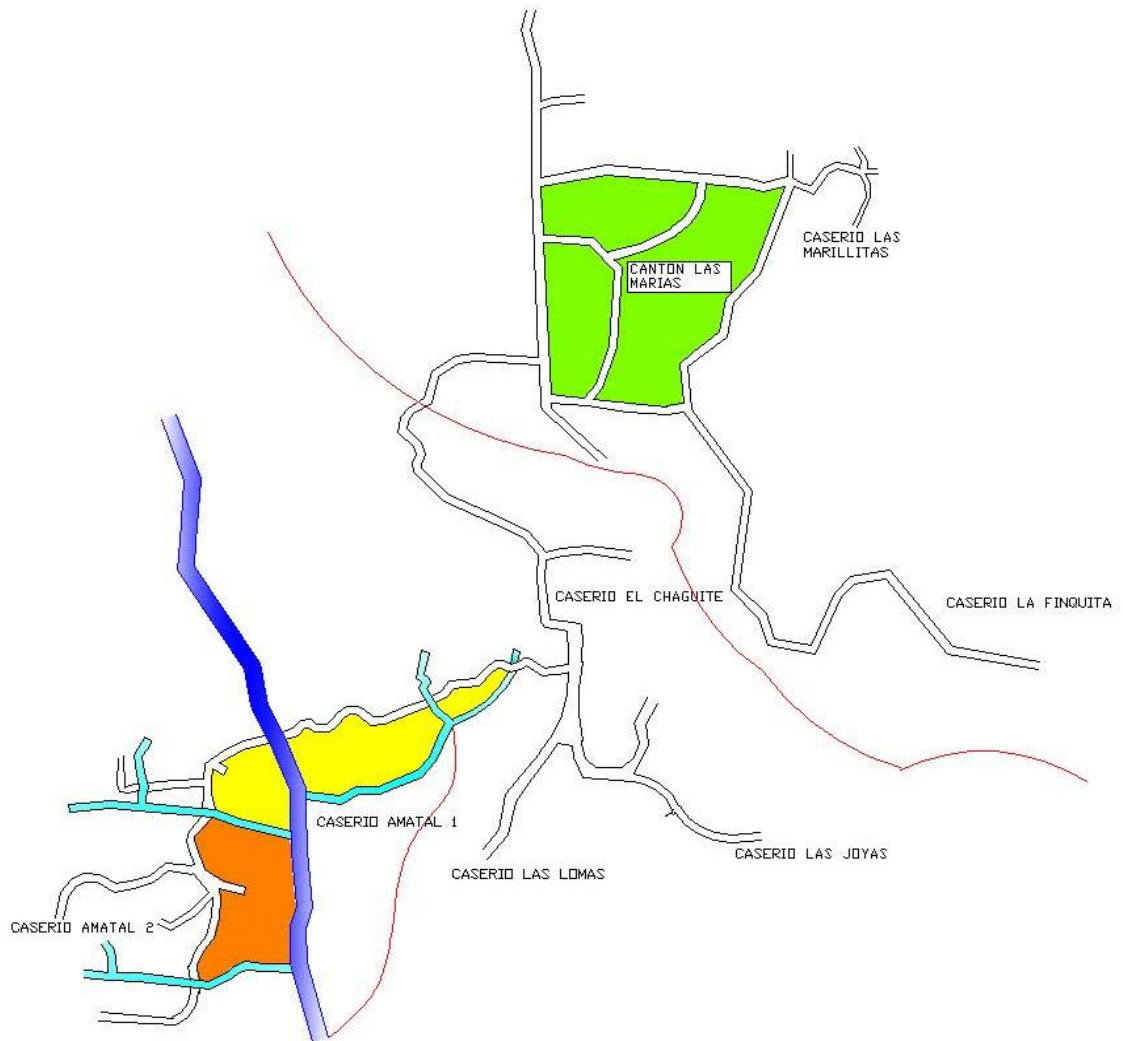 CASERIO LAS
MARILLITAS
CANTON LAS
MARIAS
CASERIO EL CHAGUITE
CASERIO LA FINQUITA
CASERIO AMATAL 1
CASERIO LAS JOYAS
CASERIO LAS LOMAS
CASERIO AMATAL 2